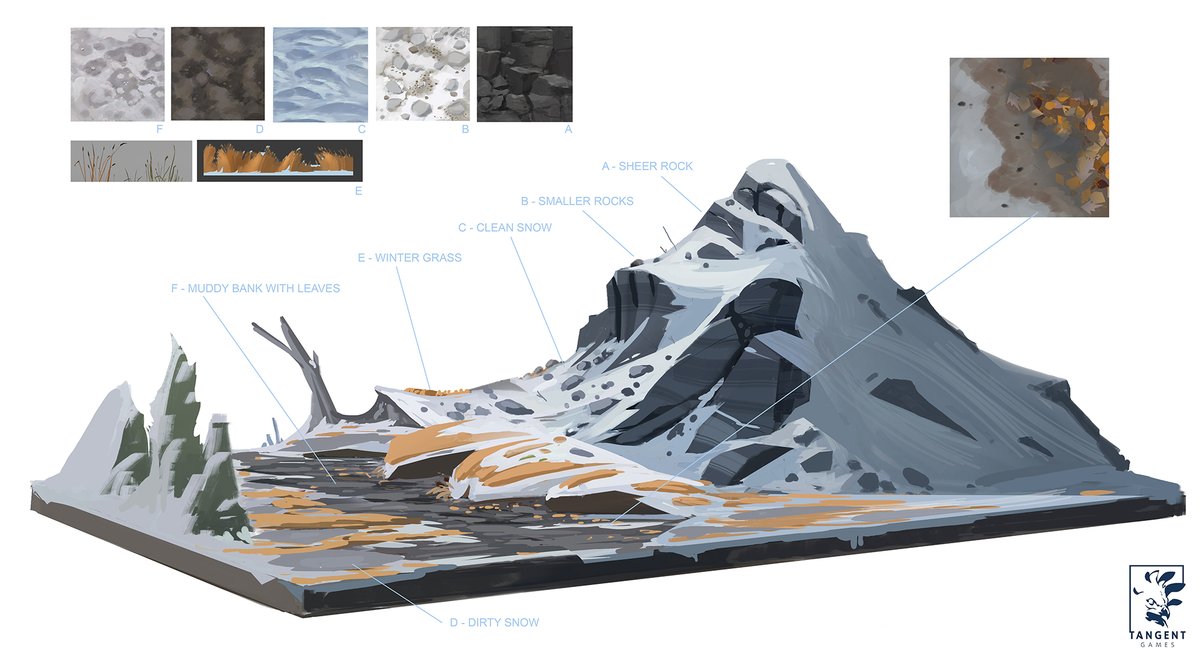 F
D
C
B
A
E
A - SHEER ROCK
B - SMALLER ROCKS
C - CLEAN SNOW
E - WINTER GRASS
F - MUDDY BANK WITH LEAVES
D - DIRTY SNOW
TANGENT
GAMES